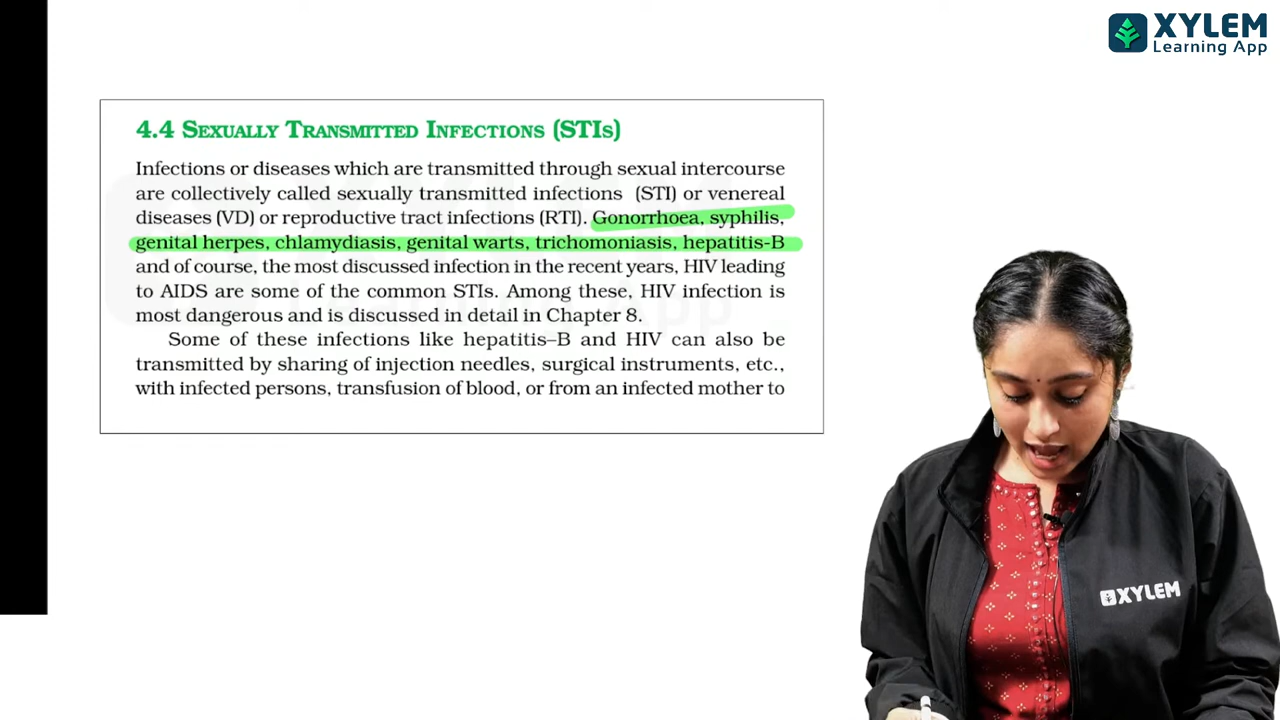 XYLEM
Learning App
4.4 SEXUALLY TRANSMITTED INFECTIONS (STIS)
Infections or diseases which are transmitted through sexual intercourse
are collectively called sexually transmitted infections (STI) or venereal
diseases (VD) or reproductive tract infections (RTI). Gonorrhoea, syphilis,
genital herpes, chlamydiasis, genital warts, trichomoniasis, hepatitis-B
and of course, the most discussed infection in the recent years, HIV leading
to AIDS are some of the common STIs. Among these, HIV infection is
most dangerous and is discussed in detail in Chapter 8.
Some of these infections like hepatitis–B and HIV can also be
transmitted by sharing of injection needles, surgical instruments, etc.,
with infected persons, transfusion of blood, or from an infected mother to
XYLEM